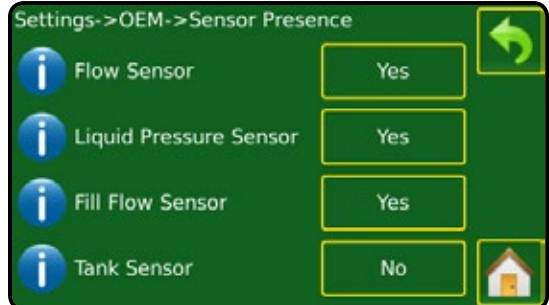 Settings->OEM->Sensor Presence
Flow Sensor Yes
Liquid Pressure Sensor Yes
Fill Flow Sensor Yes
Tank Sensor No